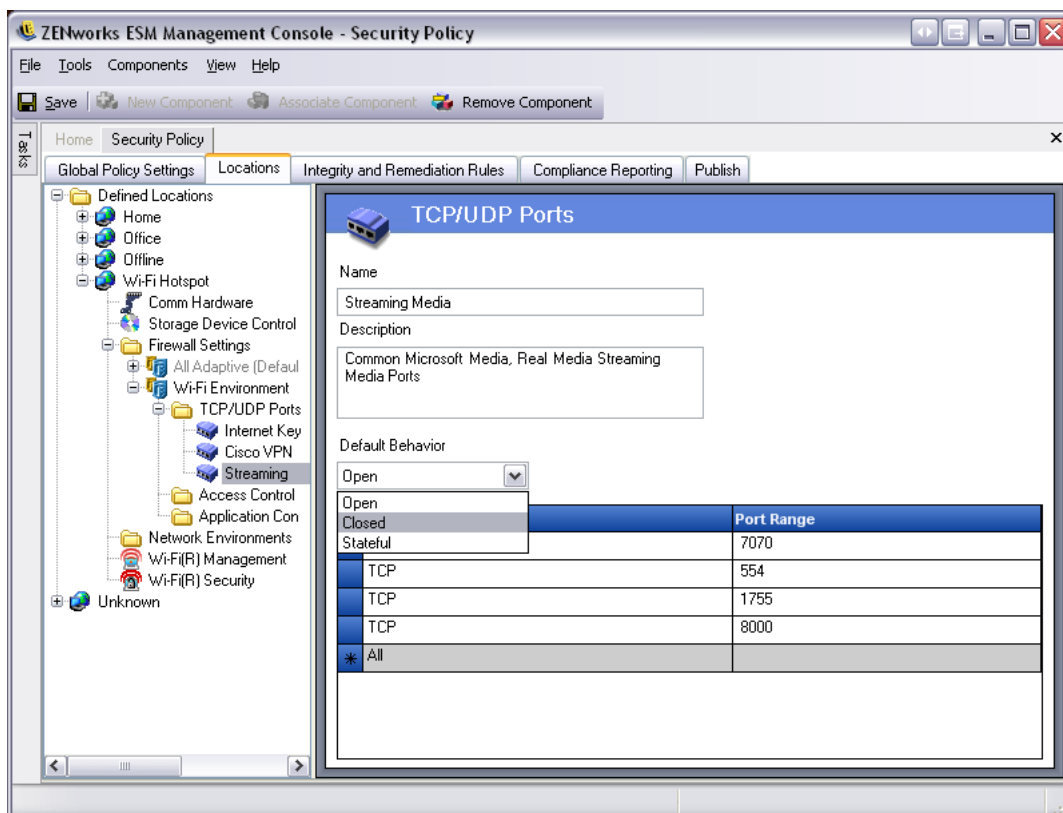 ZENworks ESM Management Console - Security Policy
File Tools Components View Help
Save New Component Associate Component Remove Component
Tasks
Home Security Policy
Global Policy Settings Locations Integrity and Remediation Rules Compliance Reporting Publish
Defined Locations
Home
Office
Offline
Wi-Fi Hotspot
Comm Hardware
Storage Device Control
Firewall Settings
All Adaptive (Defaul
Wi-Fi Environment
TCP/UDP Ports
Internet Key
Cisco VPN
Streaming
Access Control
Application Con
Network Environments
Wi-Fi(R) Management
Wi-Fi(R) Security
Unknown
TCP/UDP Ports
Name
Streaming Media
Description
Common Microsoft Media, Real Media Streaming
Media Ports
Default Behavior
Open
Open
Closed
Stateful
Port Range
7070
TCP 554
TCP 1755
TCP 8000
* All